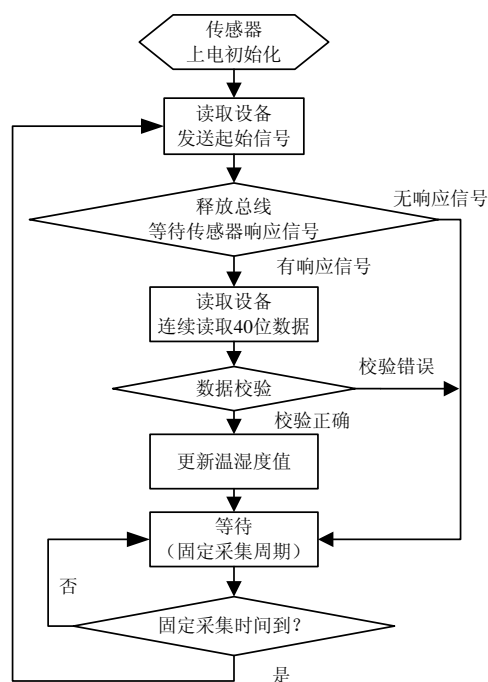 传感器
上电初始化
读取设备
发送起始信号
无响应信号
释放总线
等待传感器响应信号
有响应信号
读取设备
连续读取40位数据
校验错误
数据校验
校验正确
更新温湿度值
等待
（固定采集周期）
否
固定采集时间到？
是